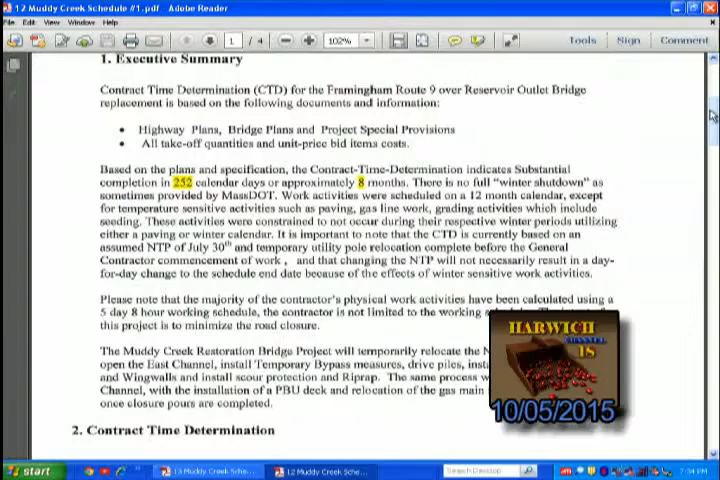 12 Muddy Creek Schedule #1.pdf - Adobe Reader
File Edit View Window Help
1 / 4 102% Tools Sign Comment
1. Executive Summary
Contract Time Determination (CTD) for the Framingham Route 9 over Reservoir Outlet Bridge
replacement is based on the following documents and information:
• Highway Plans, Bridge Plans and Project Special Provisions
• All take-off quantities and unit-price bid items costs.
Based on the plans and specification, the Contract-Time-Determination indicates Substantial
completion in 252 calendar days or approximately 8 months. There is no full "winter shutdown" as
sometimes provided by MassDOT. Work activities were scheduled on a 12 month calendar, except
for temperature sensitive activities such as paving, gas line work, grading activities which include
seeding. These activities were constrained to not occur during their respective winter periods utilizing
either a paving or winter calendar. It is important to note that the CTD is currently based on an
assumed NTP of July 30th and temporary utility pole relocation complete before the General
Contractor commencement of work , and that changing the NTP will not necessarily result in a day-
for-day change to the schedule end date because of the effects of winter sensitive work activities.
Please note that the majority of the contractor's physical work activities have been calculated using a
5 day 8 hour working schedule, the contractor is not limited to the working
this project is to minimize the road closure.
The Muddy Creek Restoration Bridge Project will temporarily relocate the
open the East Channel, install Temporary Bypass measures, drive piles,
and Wingwalls and install scour protection and Riprap. The same process
Channel, with the installation of a PBU deck and relocation of the gas main
once closure pours are completed.
HARWICH
CHANNEL
18
10/05/2015
2. Contract Time Determination
start 13 Muddy Creek Sche... 12 Muddy Creek Sche... Search Desktop 7:34 PM